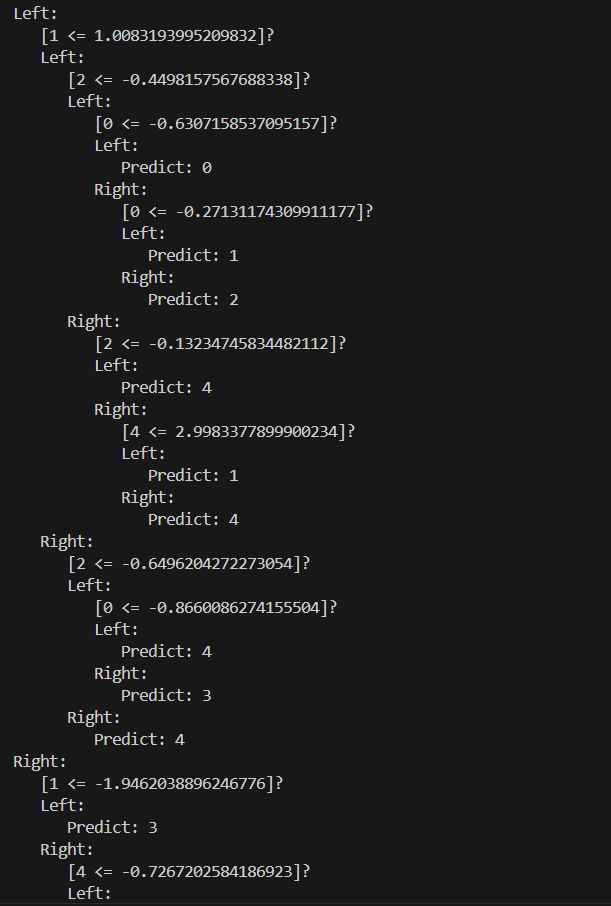 Left:
[1 <= 1.0083193995209832]?
Left:
[2 <= -0.4498157567688338]?
Left:
[0 <= -0.6307158537095157]?
Left:
Predict: 0
Right:
[0 <= -0.27131174309911177]?
Left:
Predict: 1
Right:
Predict: 2
Right:
[2 <= -0.13234745834482112]?
Left:
Predict: 4
Right:
[4 <= 2.9983377899900234]?
Left:
Predict: 1
Right:
Predict: 4
Right:
[2 <= -0.6496204272273054]?
Left:
[0 <= -0.8660086274155504]?
Left:
Predict: 4
Right:
Predict: 3
Right:
Predict: 4
Right:
[1 <= -1.9462038896246776]?
Left:
Predict: 3
Right:
[4 <= -0.7267202584186923]?
Left: